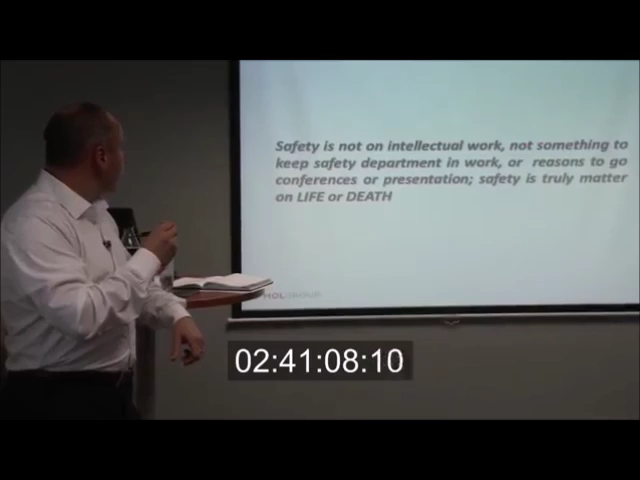 Safety is not on intellectual work, not something to
keep safety department in work, or reasons to go
conferences or presentation; safety is truly matter
on LIFE or DEATH
MOLGROUP
02:41:08:10